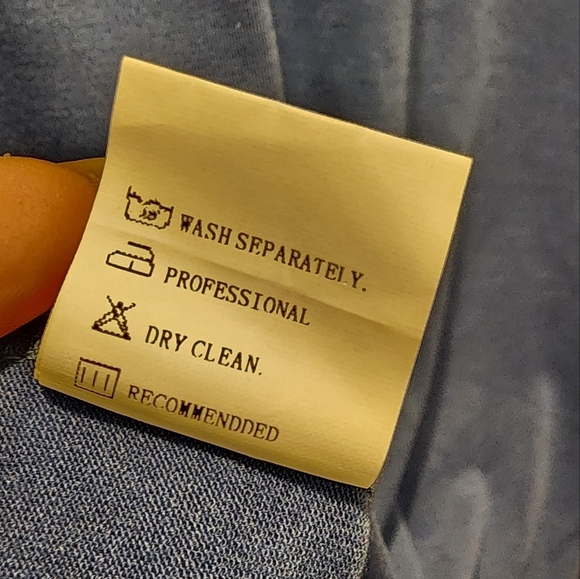 WASH SEPARATELY.
PROFESSIONAL
DRY CLEAN.
RECOMMENDDED